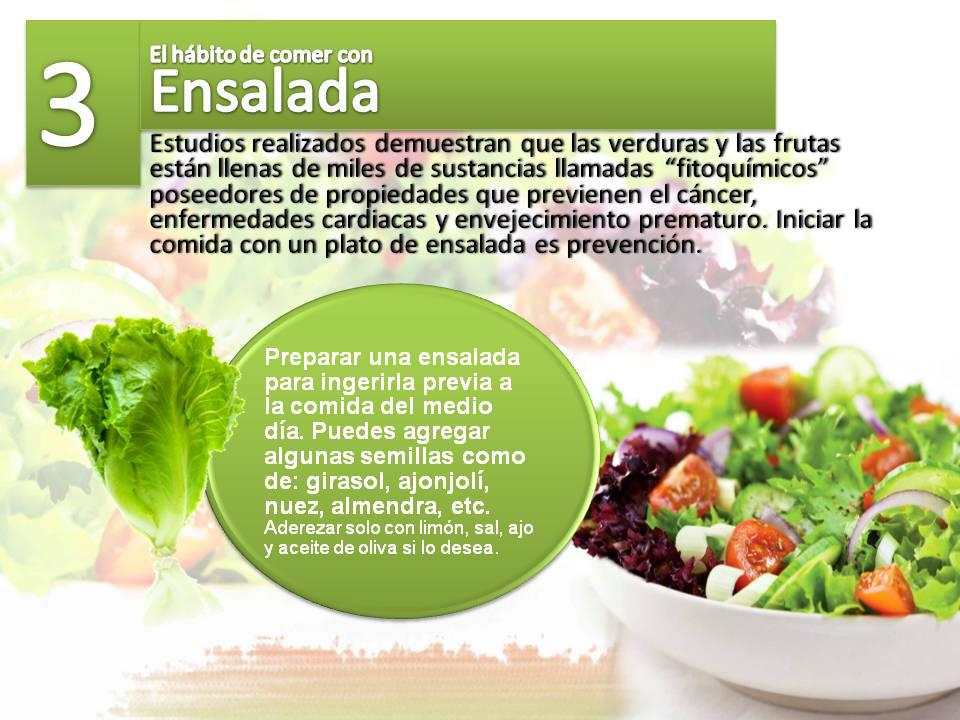 3
El hábito de comer con
Ensalada
Estudios realizados demuestran que las verduras y las frutas
están llenas de miles de sustancias llamadas “fitoquímicos”
poseedores de propiedades que previenen el cáncer,
enfermedades cardiacas y envejecimiento prematuro. Iniciar la
comida con un plato de ensalada es prevención.
Preparar una ensalada
para ingerirla previa a
la comida del medio
día. Puedes agregar
algunas semillas como
de: girasol, ajonjolí,
nuez, almendra, etc.
Aderezar solo con limón, sal, ajo
y aceite de oliva si lo desea.